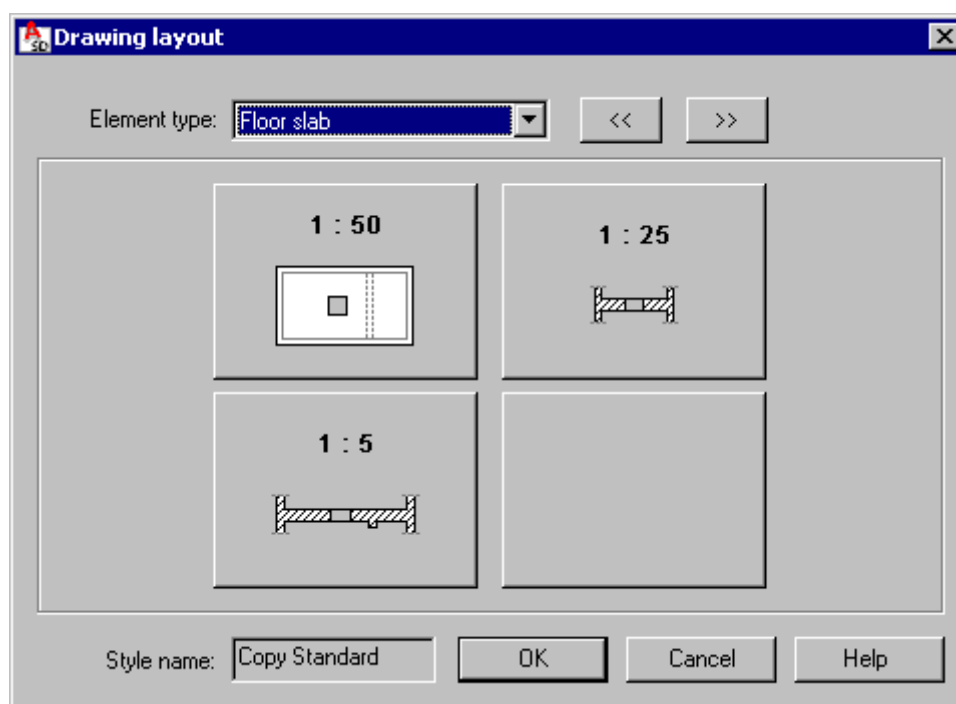 A SD Drawing layout
Element type: Floor slab << >>
1 : 50
1 : 25
1 : 5
Style name: Copy Standard OK Cancel Help